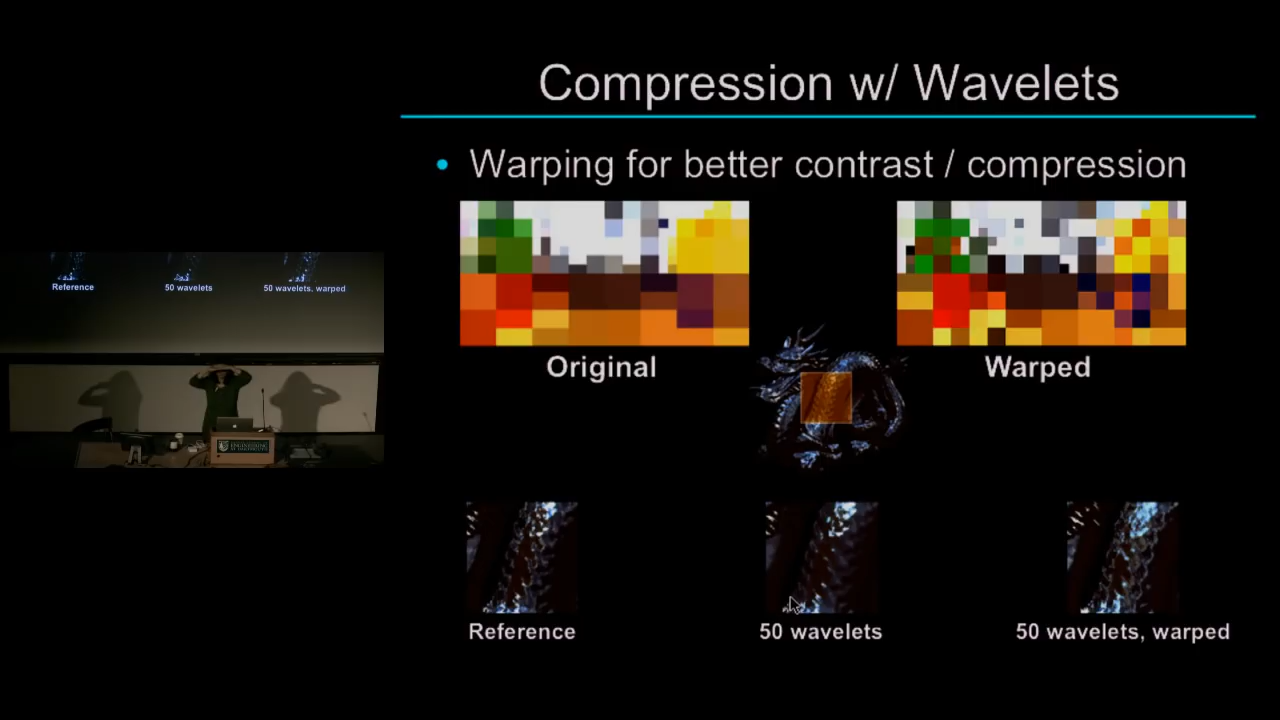 Compression w/ Wavelets
• Warping for better contrast / compression
Original
Warped
Reference
50 wavelets
50 wavelets, warped
Reference
50 wavelets
50 wavelets, warped